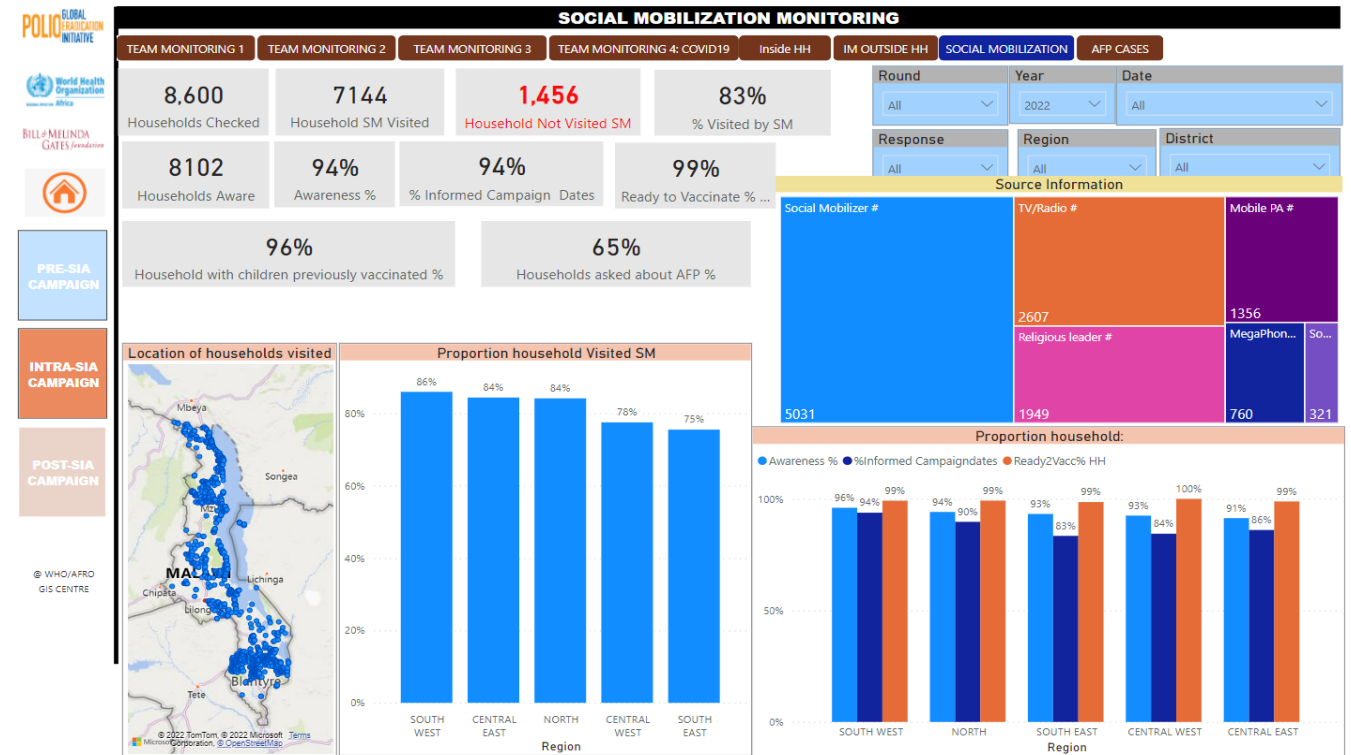 POLIO GLOBAL
ERADICATION
INITIATIVE
SOCIAL MOBILIZATION MONITORING
TEAM MONITORING 1
TEAM MONITORING 2
TEAM MONITORING 3
TEAM MONITORING 4: COVID19
Inside HH
IM OUTSIDE HH
SOCIAL MOBILIZATION
AFP CASES
World Health
Organization
Africa
BILL & MELINDA
GATES foundation
PRE-SIA
CAMPAIGN
INTRA-SIA
CAMPAIGN
POST-SIA
CAMPAIGN
@ WHO/AFRO
GIS CENTRE
8,600
Households Checked
7144
Household SM Visited
1,456
Household Not Visited SM
83%
% Visited by SM
Round
All
Year
2022
Date
All
Response
All
Region
All
District
All
8102
Households Aware
94%
Awareness %
94%
% Informed Campaign Dates
99%
Ready to Vaccinate % ...
96%
Household with children previously vaccinated %
65%
Households asked about AFP %
Source Information
Social Mobilizer #
5031
TV/Radio #
2607
Religious leader #
1949
Mobile PA #
1356
MegaPhon...
760
So...
321
Location of households visited
Mbeya
Songea
Mzu
MALAWI
Lichinga
Chipata
Lilong
Blantyre
Tete
© 2022 TomTom, © 2022 Microsoft Corporation, © OpenStreetMap Terms
Microsoft
Proportion household Visited SM
80%
60%
40%
20%
0%
86%
84%
84%
78%
75%
SOUTH WEST
CENTRAL EAST
NORTH
CENTRAL WEST
SOUTH EAST
Region
Proportion household:
Awareness % %Informed Campaigndates Ready2Vacc% HH
100%
50%
0%
96% 94% 99%
94% 90% 99%
93% 83% 99%
93% 84% 100%
91% 86% 99%
SOUTH WEST
NORTH
SOUTH EAST
CENTRAL WEST
CENTRAL EAST
Region